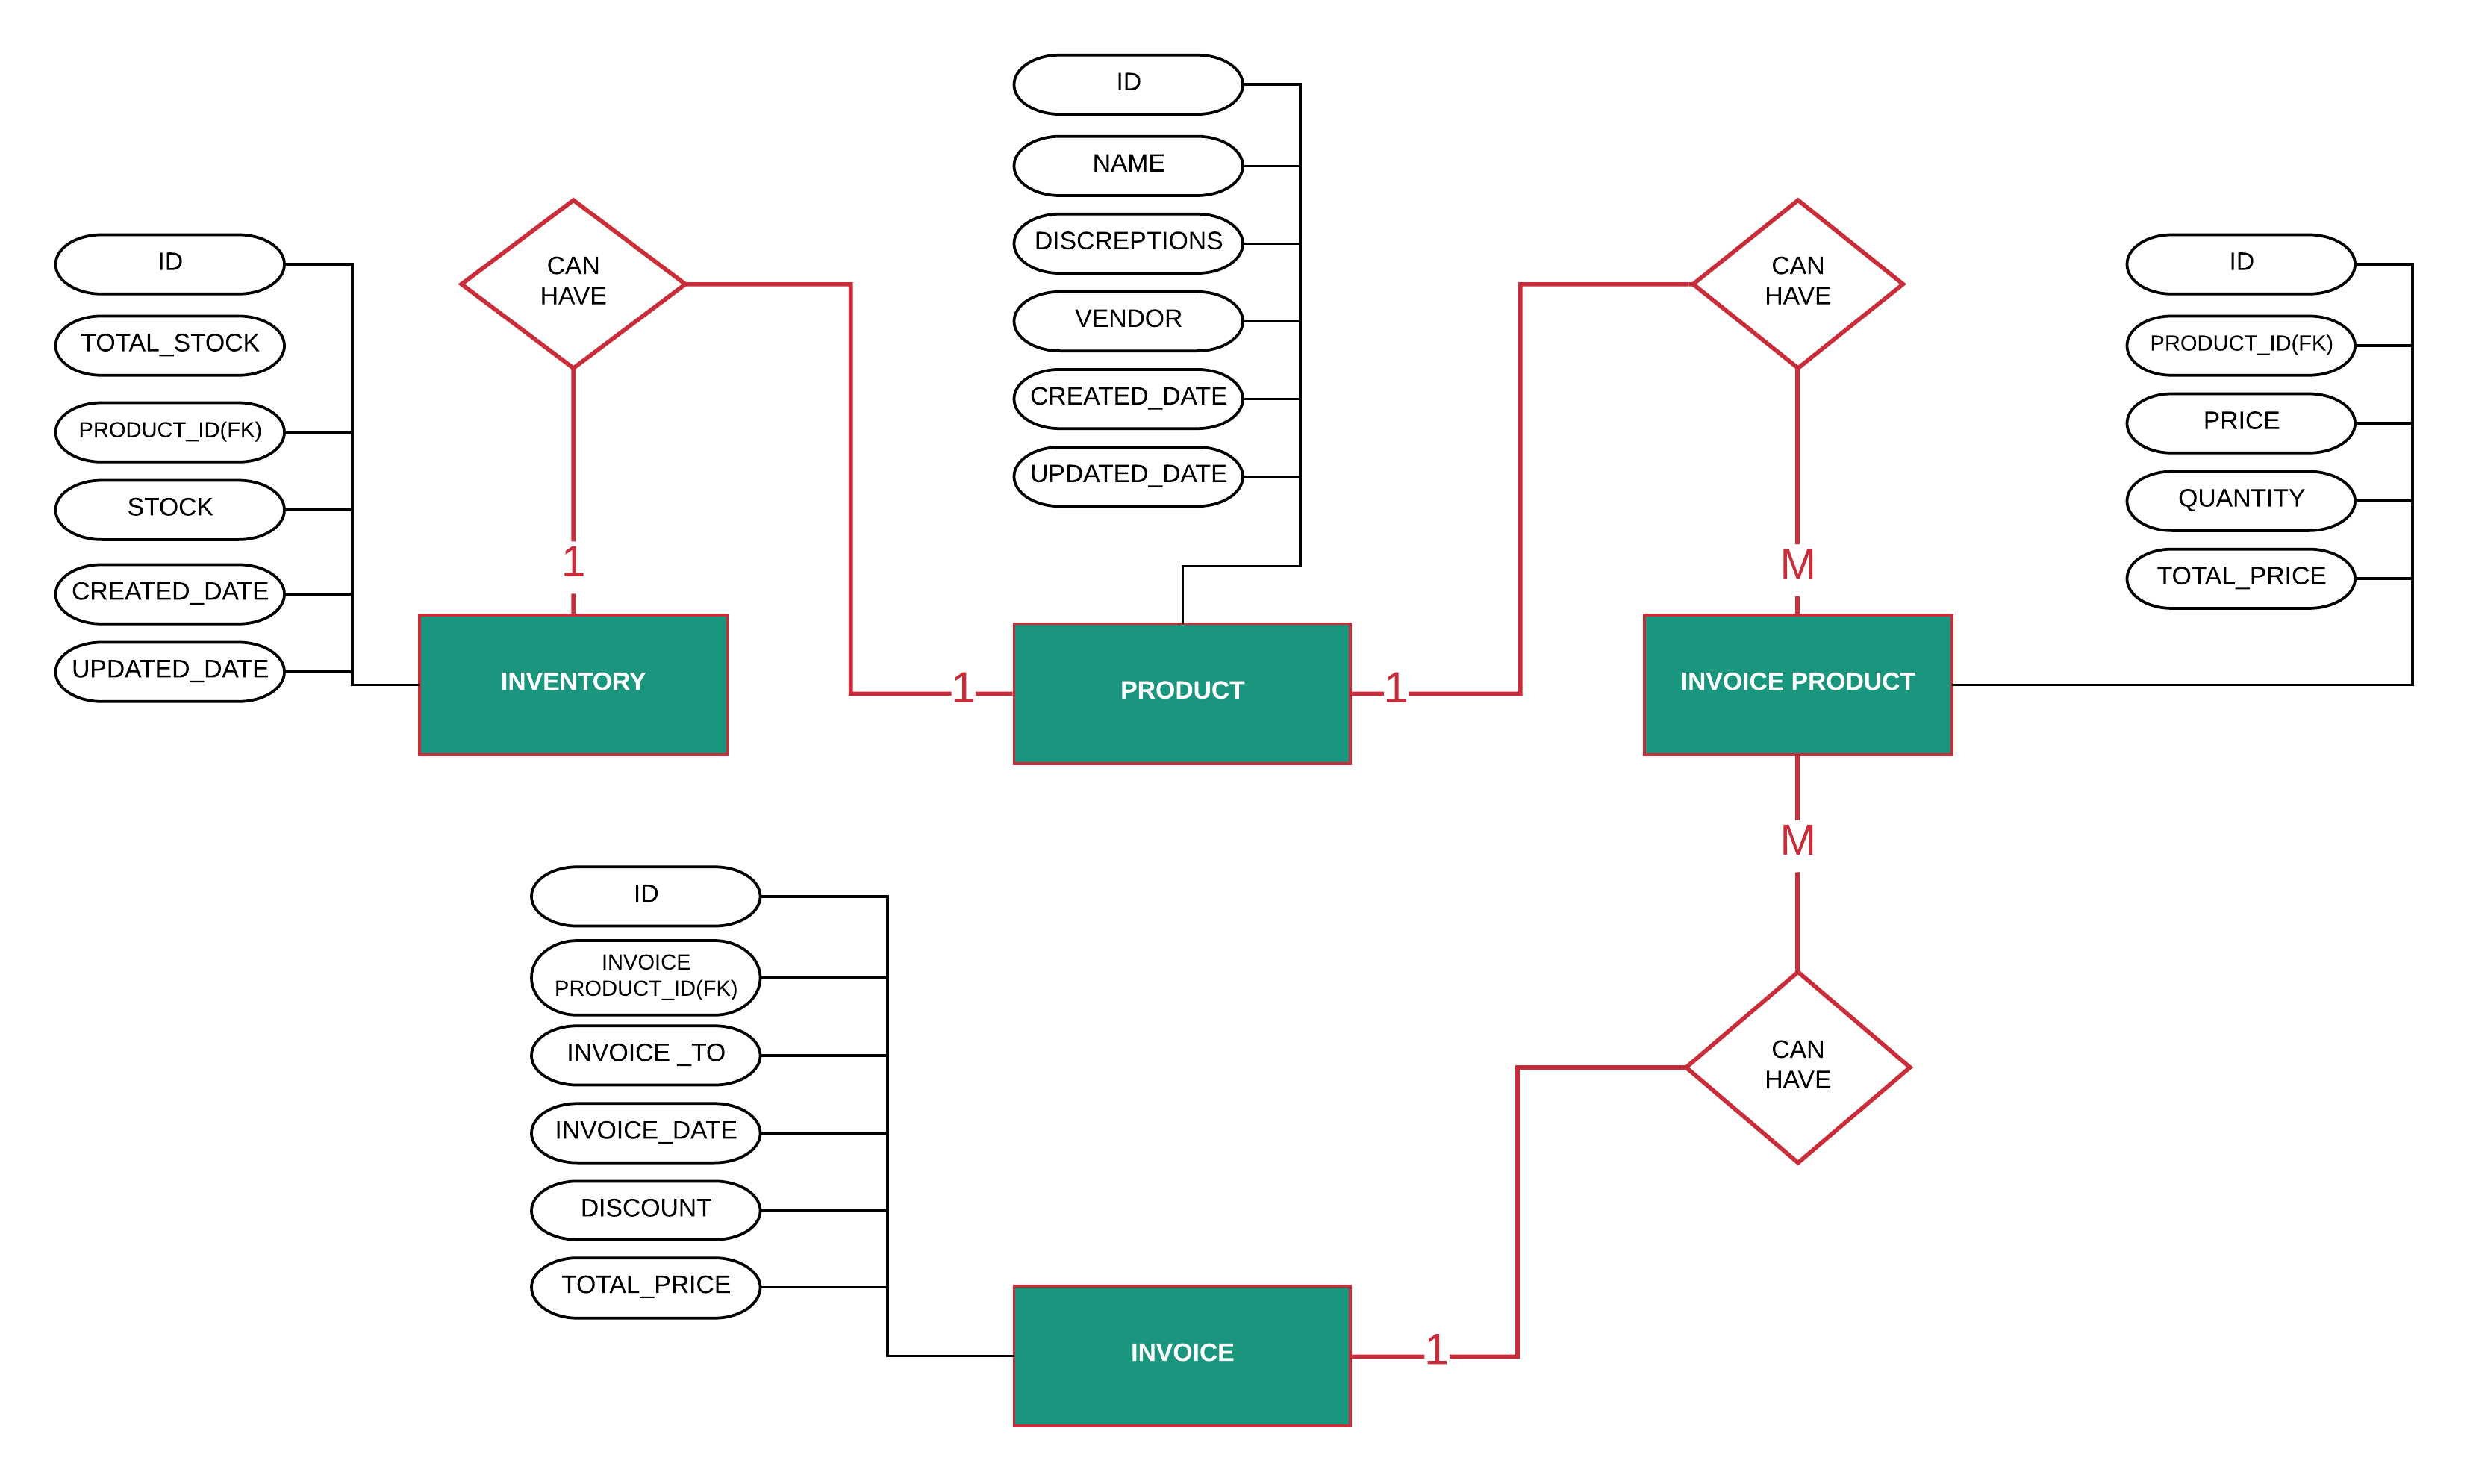 ID
NAME
DISCREPTIONS
VENDOR
CREATED_DATE
UPDATED_DATE
ID
TOTAL_STOCK
PRODUCT_ID(FK)
STOCK
CREATED_DATE
UPDATED_DATE
CAN
HAVE
1
INVENTORY
1
PRODUCT
1
CAN
HAVE
M
INVOICE PRODUCT
ID
PRODUCT_ID(FK)
PRICE
QUANTITY
TOTAL_PRICE
M
CAN
HAVE
ID
INVOICE
PRODUCT_ID(FK)
INVOICE _TO
INVOICE_DATE
DISCOUNT
TOTAL_PRICE
INVOICE
1